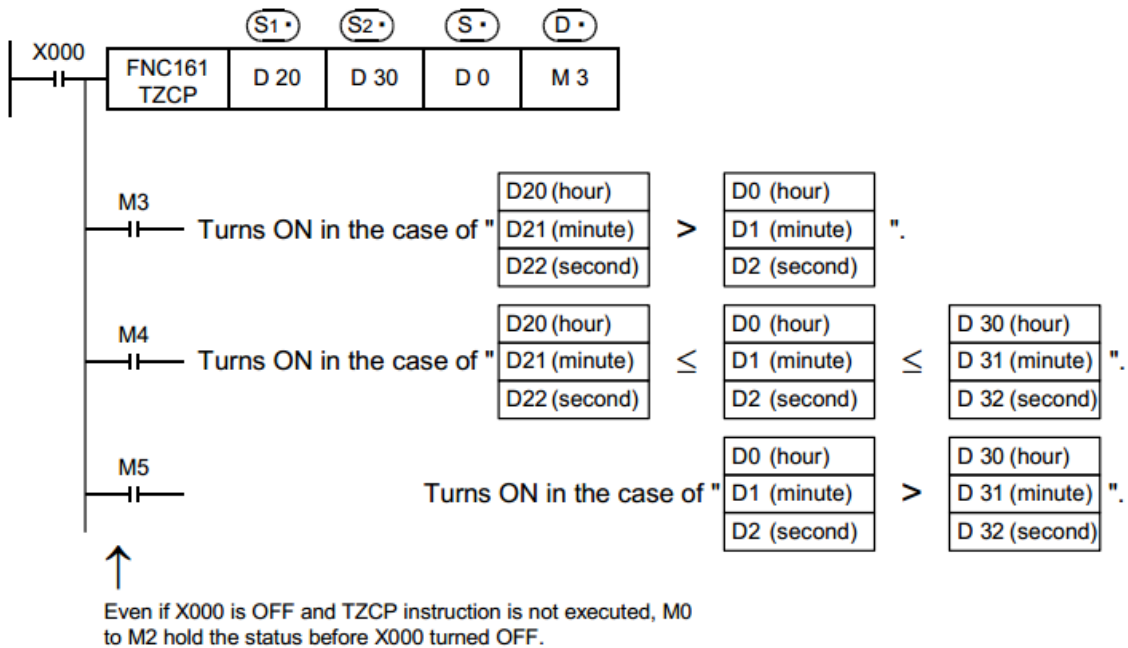 S1• S2• S• D•
X000
FNC161 TZCP D 20 D 30 D 0 M 3
M3
Turns ON in the case of "
D20 (hour)
D21 (minute)
D22 (second)
>
D0 (hour)
D1 (minute)
D2 (second)
".
M4
Turns ON in the case of "
D20 (hour)
D21 (minute)
D22 (second)
≤
D0 (hour)
D1 (minute)
D2 (second)
≤
D 30 (hour)
D 31 (minute)
D 32 (second)
".
M5
Turns ON in the case of "
D0 (hour)
D1 (minute)
D2 (second)
>
D 30 (hour)
D 31 (minute)
D 32 (second)
".
Even if X000 is OFF and TZCP instruction is not executed, M0
to M2 hold the status before X000 turned OFF.